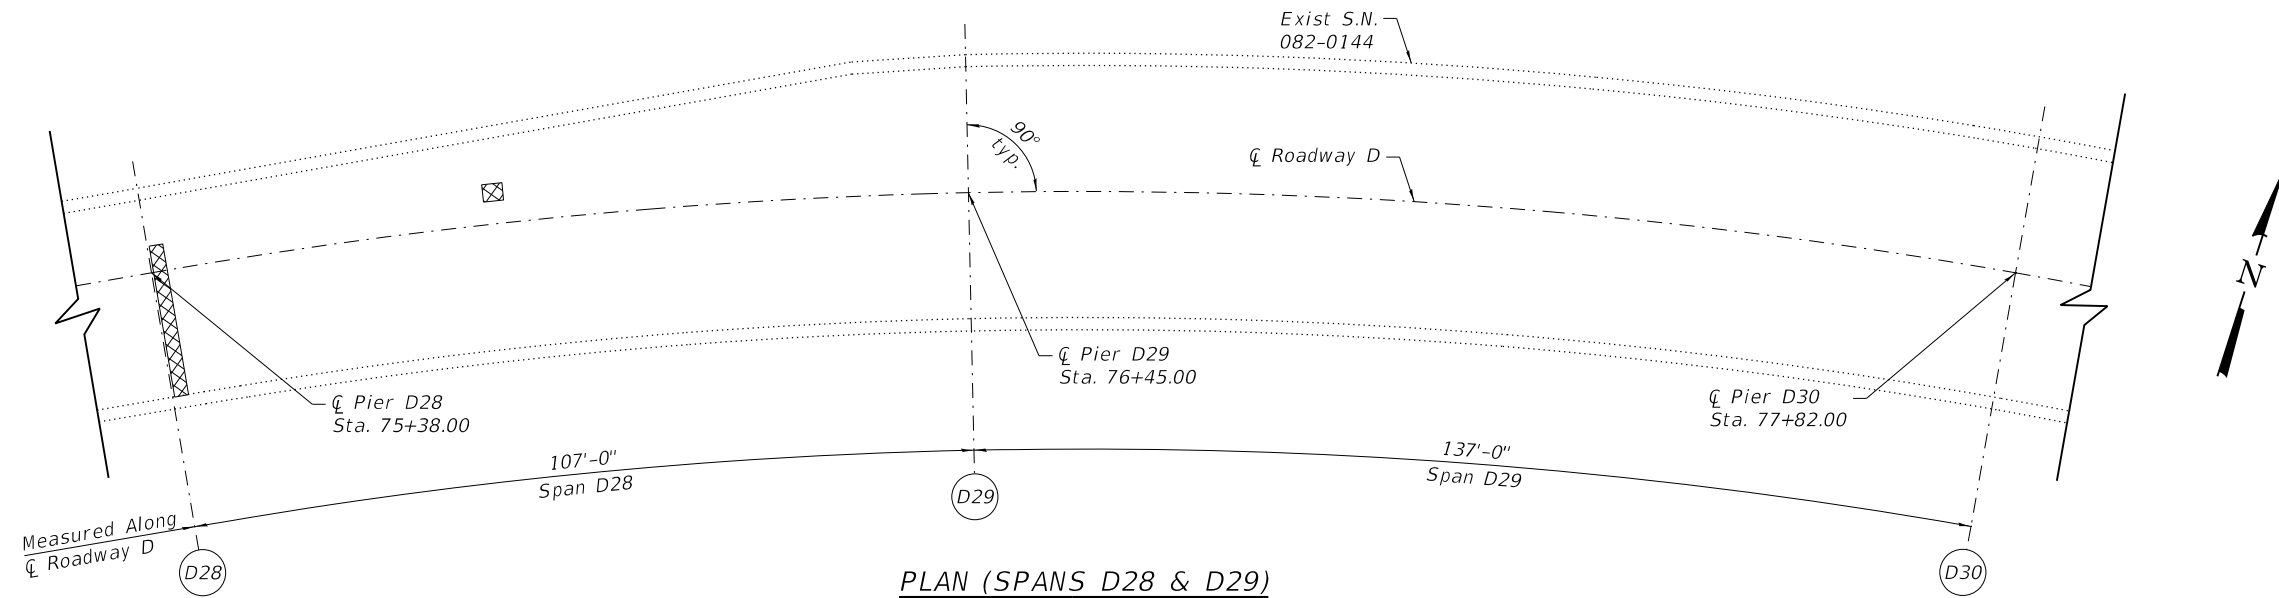 Exist S.N.
082-0144
90°
typ.
℄ Roadway D
N
℄ Pier D29
Sta. 76+45.00
℄ Pier D28
Sta. 75+38.00
℄ Pier D30
Sta. 77+82.00
107'-0"
Span D28
137'-0"
Span D29
D29
Measured Along
℄ Roadway D
D28
D30
PLAN (SPANS D28 & D29)